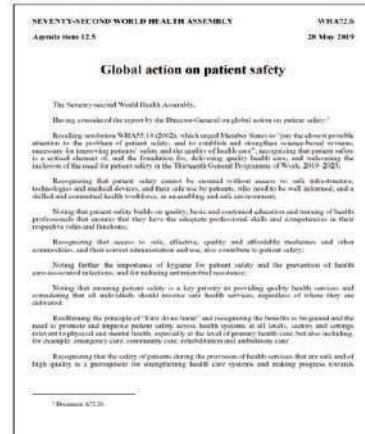 SEVENTY-SECOND WORLD HEALTH ASSEMBLY WHA72.6
Agenda item 12.5 28 May 2019
Global action on patient safety
The Seventy-second World Health Assembly,
Having considered the report by the Director-General on global action on patient safety;¹
Recalling resolution WHA55.18 (2002), which urged Member States to "pay the closest possible
attention to the problem of patient safety; and to establish and strengthen science-based systems,
necessary for improving patients' safety and the quality of health care"; recognizing that patient safety
is a critical element of, and the foundation for, delivering quality health care; and welcoming the
inclusion of the need for patient safety in the Thirteenth General Programme of Work, 2019–2023;
Recognizing that patient safety cannot be ensured without access to: safe infrastructure,
technologies and medical devices, and their safe use by patients, who need to be well informed; and a
skilled and committed health workforce, in an enabling and safe environment;
Noting that patient safety builds on quality, basic and continued education and training of health
professionals that ensures that they have the adequate professional skills and competencies in their
respective roles and functions;
Recognizing that access to safe, effective, quality and affordable medicines and other
commodities, and their correct administration and use, also contribute to patient safety;
Noting further the importance of hygiene for patient safety and the prevention of health
care-associated infections, and for reducing antimicrobial resistance;
Noting that ensuring patient safety is a key priority in providing quality health services and
considering that all individuals should receive safe health services, regardless of where they are
delivered;
Reaffirming the principle of "First do no harm" and recognizing the benefits to be gained and the
need to promote and improve patient safety across health systems at all levels, sectors and settings
relevant to physical and mental health, especially at the level of primary health care, but also including,
for example, emergency care, community care, rehabilitation and ambulatory care;
Recognizing that the safety of patients during the provision of health services that are safe and of
high quality is a prerequisite for strengthening health care systems and making progress towards
¹ Document A72/26.